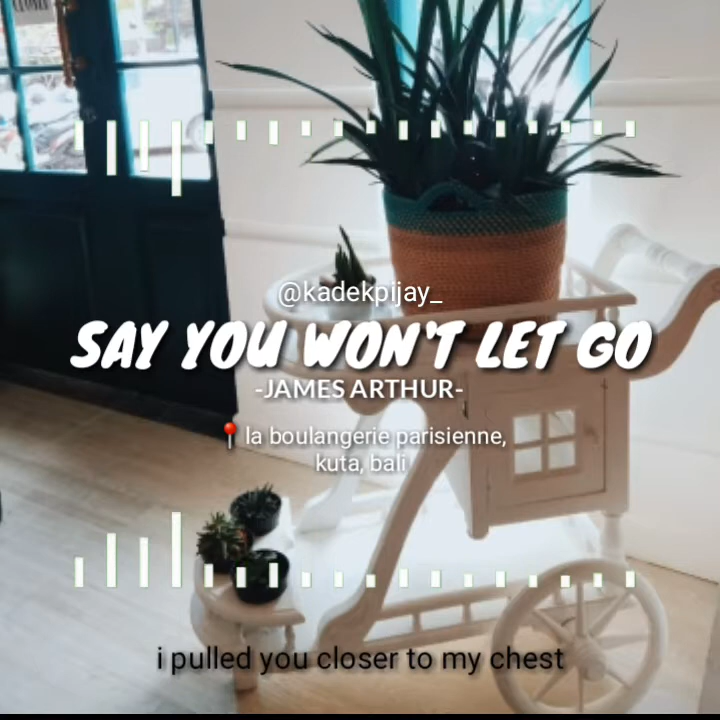 CLOSED
@kadekpijay_
SAY YOU WON'T LET GO
-JAMES ARTHUR-
📍la boulangerie parisienne,
kuta, bali
i pulled you closer to my chest